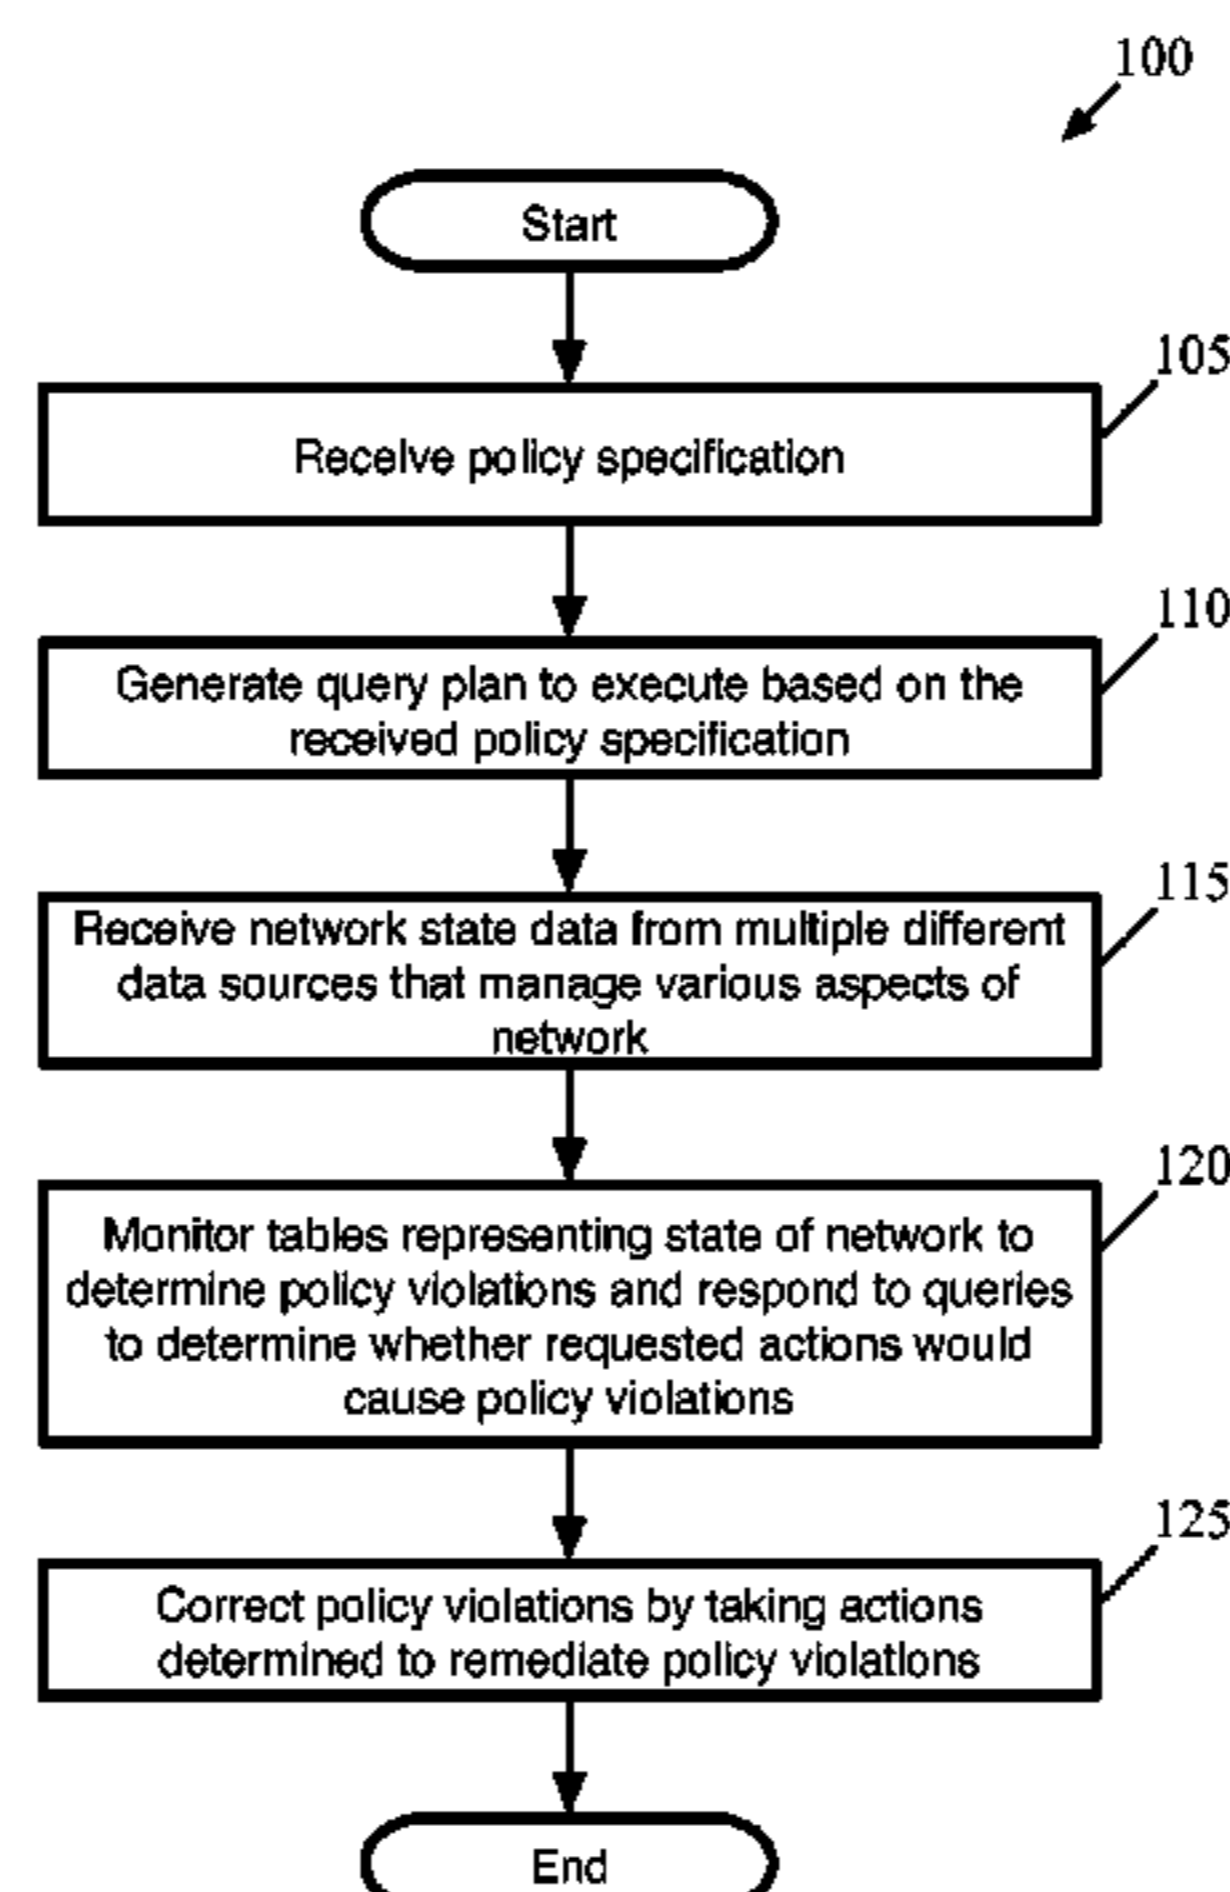 100
Start
105
Receive policy specification
110
Generate query plan to execute based on the
received policy specification
115
Receive network state data from multiple different
data sources that manage various aspects of
network
120
Monitor tables representing state of network to
determine policy violations and respond to queries
to determine whether requested actions would
cause policy violations
125
Correct policy violations by taking actions
determined to remediate policy violations
End